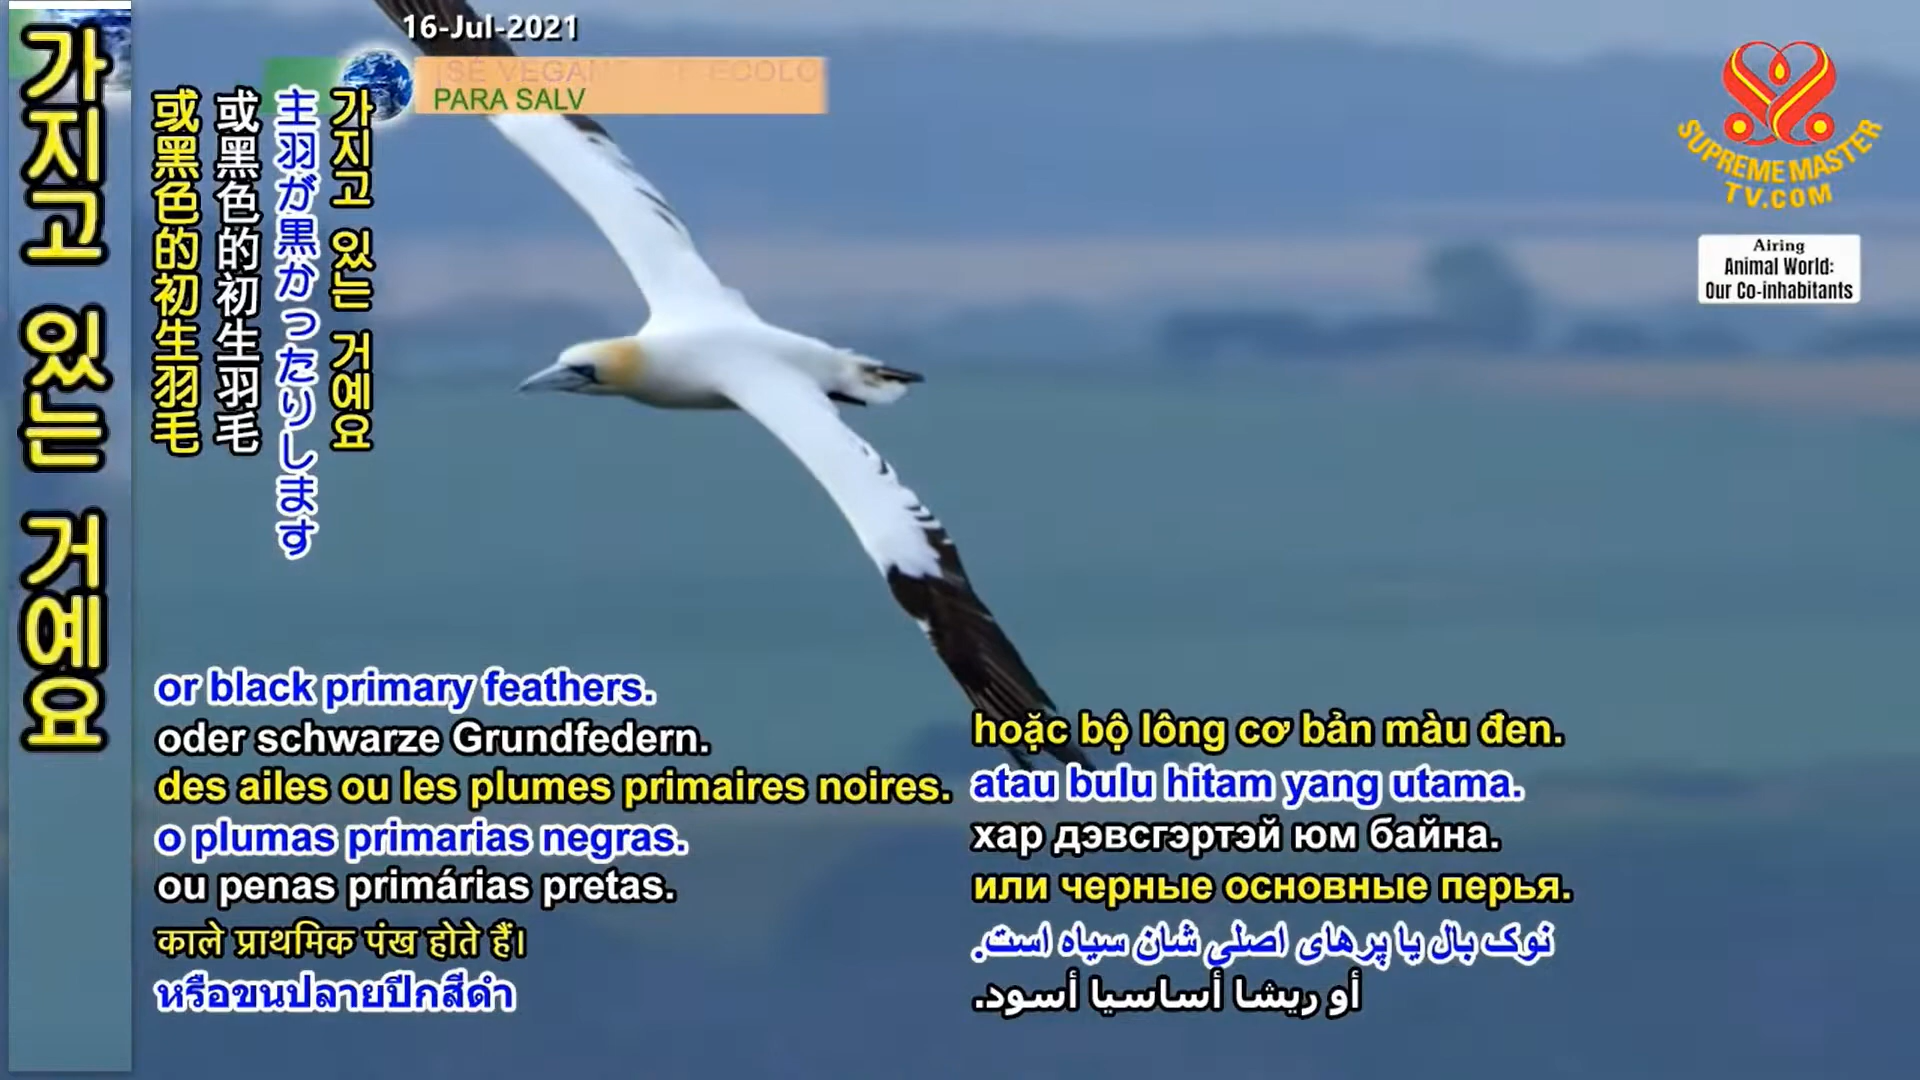 16-Jul-2021
¡SÉ VEGAN
ECOLO
PARA SALV
SUPREME MASTER
TV.COM
Airing
Animal World:
Our Co-inhabitants
가지고 있는 거예요
가지고 있는 거예요
主羽が黒かったりします
或黑色的初生羽毛
或黑色的初生羽毛
or black primary feathers.
oder schwarze Grundfedern.
des ailes ou les plumes primaires noires.
o plumas primarias negras.
ou penas primárias pretas.
काले प्राथमिक पंख होते हैं।
หรือขนปลายปีกสีดำ
hoặc bộ lông cơ bản màu đen.
atau bulu hitam yang utama.
хар дэвсгэртэй юм байна.
или черные основные перья.
نوک بال یا پرهای اصلی شان سیاه است.
أو ريشا أساسيا أسود.